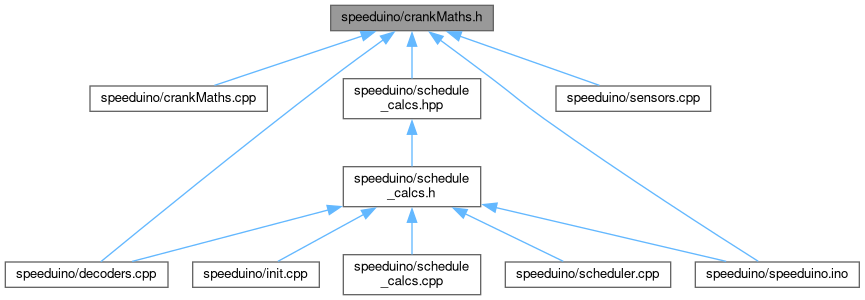 speeduino/crankMaths.h
speeduino/crankMaths.cpp
speeduino/schedule
_calcs.hpp
speeduino/sensors.cpp
speeduino/schedule
_calcs.h
speeduino/decoders.cpp
speeduino/init.cpp
speeduino/schedule
_calcs.cpp
speeduino/scheduler.cpp
speeduino/speeduino.ino